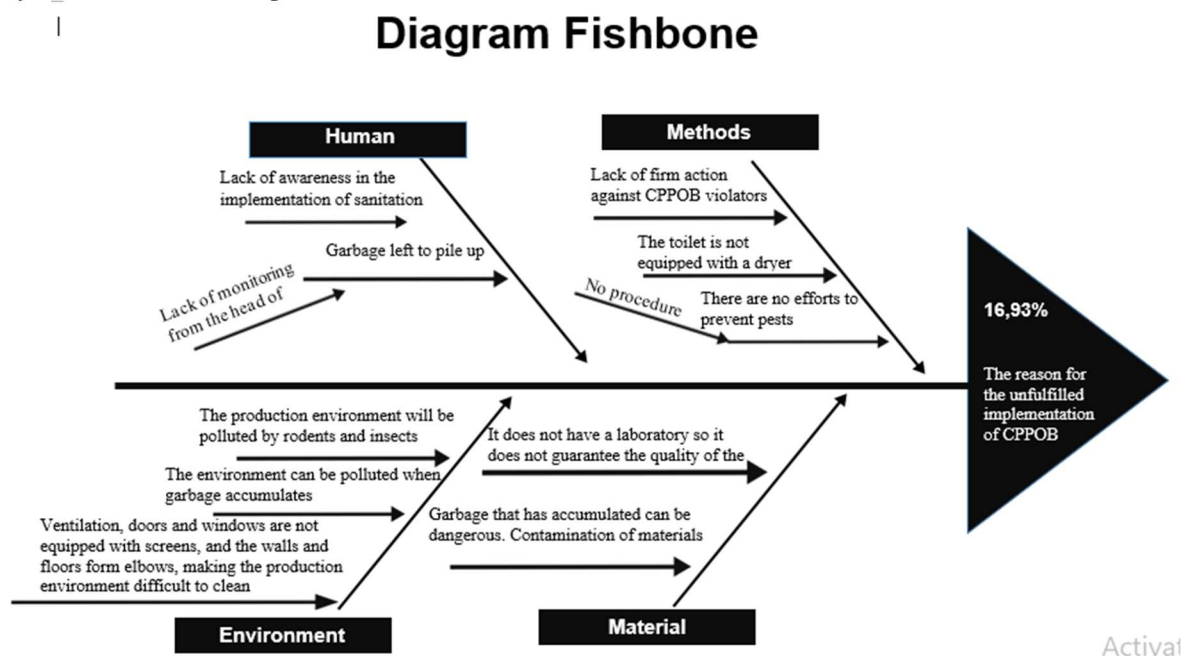 Diagram Fishbone
Human
Lack of awareness in the
implementation of sanitation
Garbage left to pile up
Lack of monitoring
from the head of
Methods
Lack of firm action
against CPPOB violators
The toilet is not
equipped with a dryer
No procedure
There are no efforts to
prevent pests
16,93%
The reason for
the unfulfilled
implementation
of CPPOB
The production environment will be
polluted by rodents and insects
The environment can be polluted when
garbage accumulates
Ventilation, doors and windows are not
equipped with screens, and the walls and
floors form elbows, making the production
environment difficult to clean
Environment
It does not have a laboratory so it
does not guarantee the quality of the
Garbage that has accumulated can be
dangerous. Contamination of materials
Material
Activat